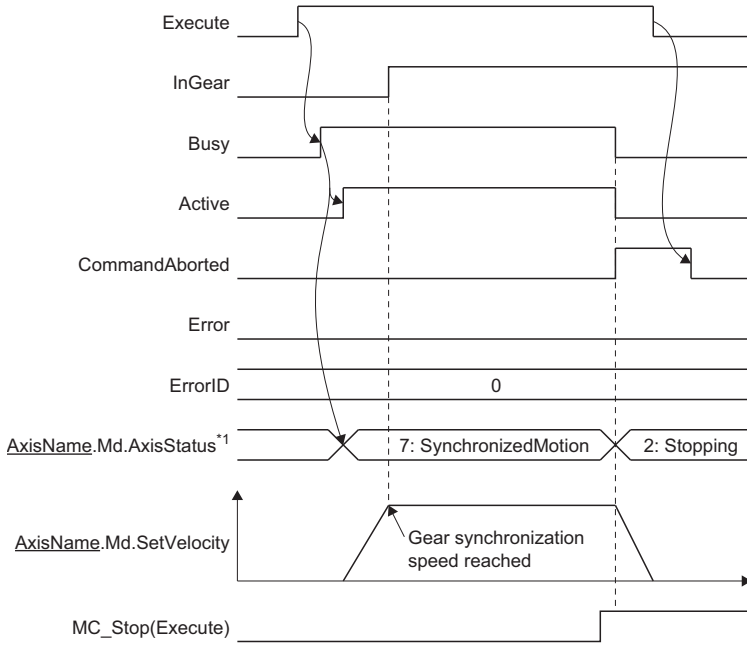 Execute
InGear
Busy
Active
CommandAborted
Error
ErrorID
0
AxisName.Md.AxisStatus*1
7: SynchronizedMotion
2: Stopping
AxisName.Md.SetVelocity
Gear synchronization
speed reached
MC_Stop(Execute)